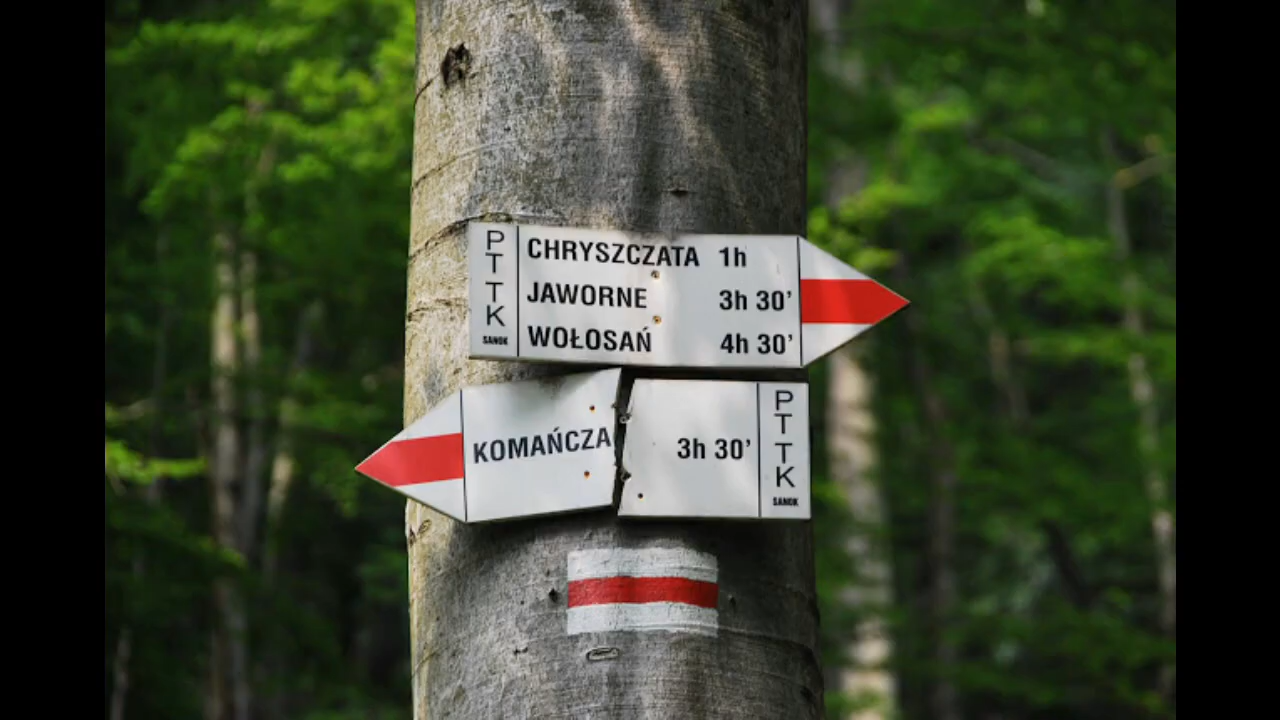 PTTK
SANOK
CHRYSZCZATA 1h
JAWORNE 3h 30’
WOŁOSAŃ 4h 30’
KOMAŃCZA 3h 30’
PTTK
SANOK